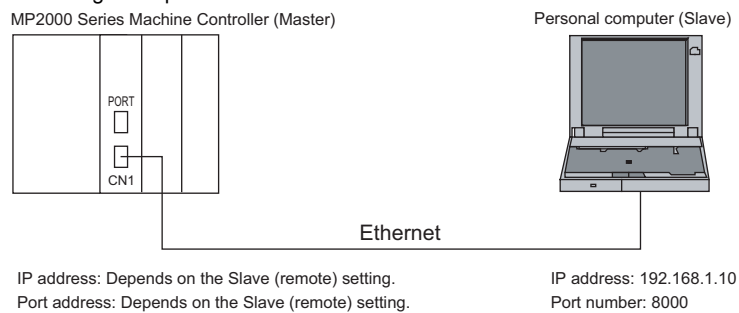 MP2000 Series Machine Controller (Master)
Personal computer (Slave)
PORT
CN1
Ethernet
IP address: Depends on the Slave (remote) setting.
Port address: Depends on the Slave (remote) setting.
IP address: 192.168.1.10
Port number: 8000